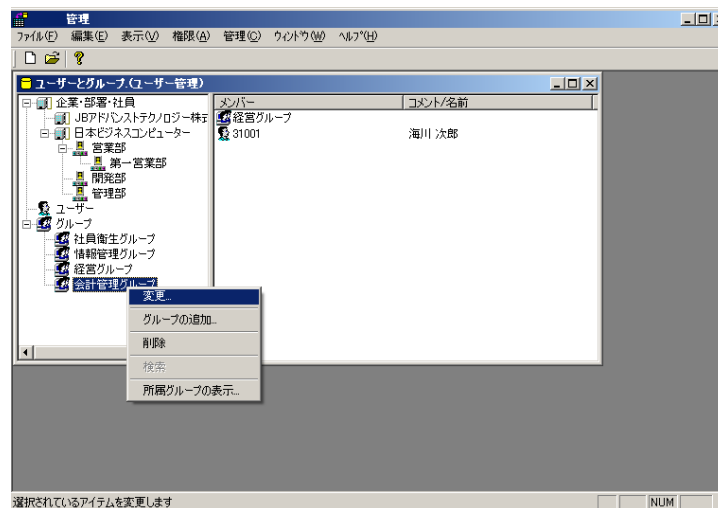 管理
ファイル(F) 編集(E) 表示(V) 権限(A) 管理(C) ウィントウ(W) ヘルプ(H)
ユーザーとグループ.(ユーザー管理)
企業・部署・社員
JBアドバンストテクノロジー株式
日本ビジネスコンピューター
営業部
第一営業部
開発部
管理部
ユーザー
グループ
社員衛生グループ
情報管理グループ
経営グループ
会計管理グループ
メンバー コメント/名前
経営グループ
31001 海川 次郎
変更...
グループの追加...
削除
検索
所属グループの表示...
選択されているアイテムを変更します
NUM